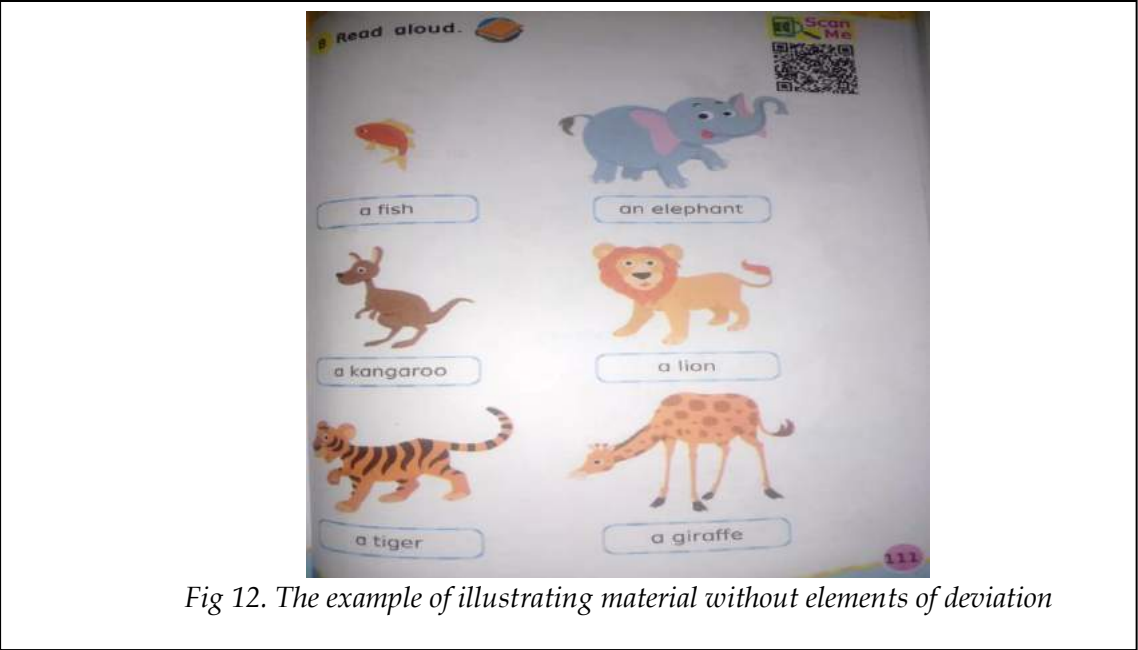 8 Read aloud.
Scan
Me
a fish
an elephant
a kangaroo
a lion
a tiger
a giraffe
111
Fig 12. The example of illustrating material without elements of deviation